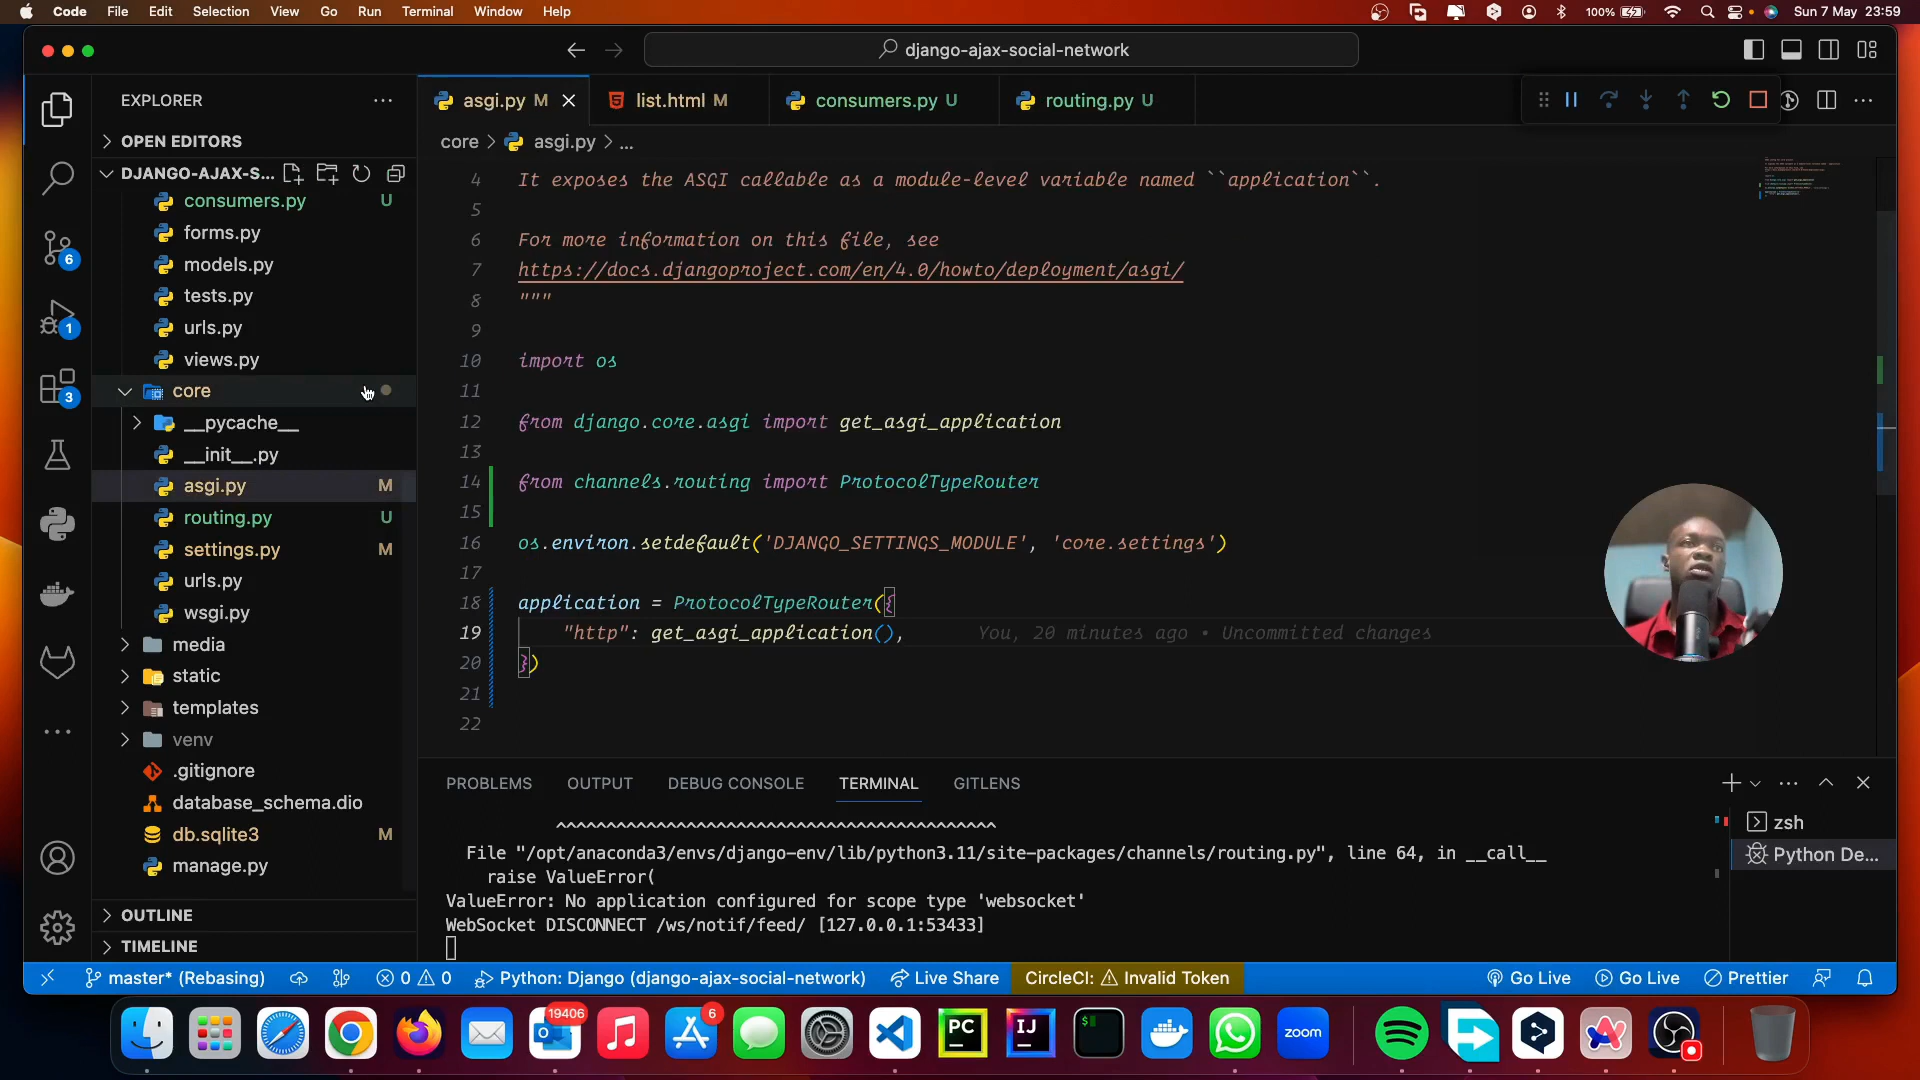 Code File Edit Selection View Go Run Terminal Window Help 100% Sun 7 May 23:59
django-ajax-social-network
EXPLORER
OPEN EDITORS
DJANGO-AJAX-S...
consumers.py U
forms.py
models.py
tests.py
urls.py
views.py
core
__pycache__
__init__.py
asgi.py M
routing.py U
settings.py M
urls.py
wsgi.py
media
static
templates
venv
.gitignore
database_schema.dio
db.sqlite3 M
manage.py
OUTLINE
TIMELINE
6
1
3
asgi.py M list.html M consumers.py U routing.py U
core > asgi.py > ...
4 It exposes the ASGI callable as a module-level variable named ``application``.
5
6 For more information on this file, see
7 https://docs.djangoproject.com/en/4.0/howto/deployment/asgi/
8 """
9
10 import os
11
12 from django.core.asgi import get_asgi_application
13
14 from channels.routing import ProtocolTypeRouter
15
16 os.environ.setdefault('DJANGO_SETTINGS_MODULE', 'core.settings')
17
18 application = ProtocolTypeRouter({
19 "http": get_asgi_application(), You, 20 minutes ago • Uncommitted changes
20 })
21
22
PROBLEMS OUTPUT DEBUG CONSOLE TERMINAL GITLENS
^^^^^^^^^^^^^^^^^^^^^^^^^^^^^^^^^^^^^^^^
File "/opt/anaconda3/envs/django-env/lib/python3.11/site-packages/channels/routing.py", line 64, in __call__
raise ValueError(
ValueError: No application configured for scope type 'websocket'
WebSocket DISCONNECT /ws/notif/feed/ [127.0.0.1:53433]
zsh
Python De...
master* (Rebasing) 0 0 Python: Django (django-ajax-social-network) Live Share CircleCI: Invalid Token Go Live Go Live Prettier
19406
6
PC
IJ
$
zoom